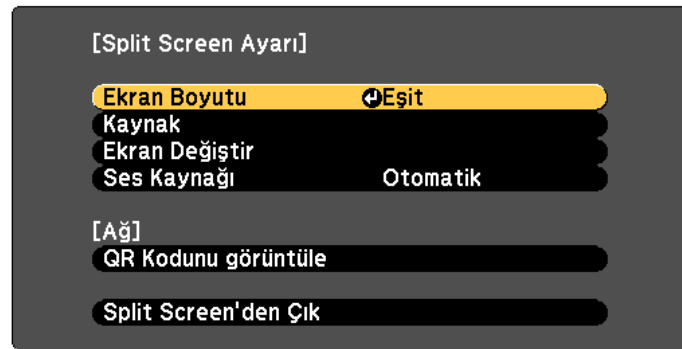 [Split Screen Ayarı]
Ekran Boyutu Eşit
Kaynak
Ekran Değiştir
Ses Kaynağı Otomatik
[Ağ]
QR Kodunu görüntüle
Split Screen'den Çık